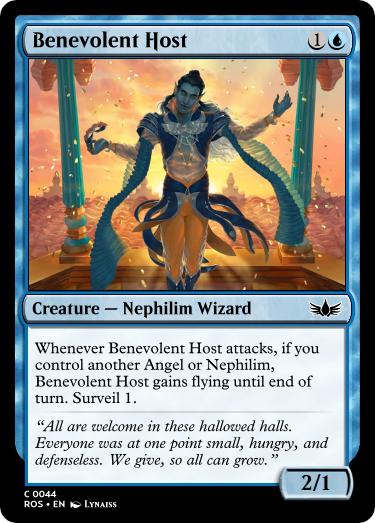 Benevolent Host 1
Creature — Nephilim Wizard
Whenever Benevolent Host attacks, if you
control another Angel or Nephilim,
Benevolent Host gains flying until end of
turn. Surveil 1.
“All are welcome in these hallowed halls.
Everyone was at one point small, hungry, and
defenseless. We give, so all can grow.”
2/1
C 0044
ROS • EN Lynaiss